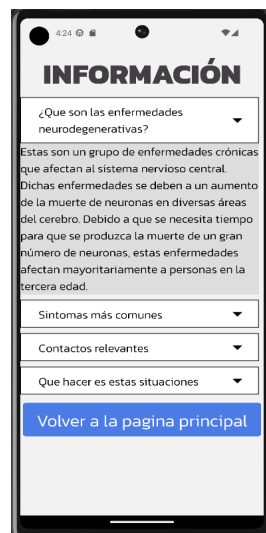 4:24
INFORMACIÓN
¿Que son las enfermedades
neurodegenerativas?
Estas son un grupo de enfermedades crónicas
que afectan al sistema nervioso central.
Dichas enfermedades se deben a un aumento
de la muerte de neuronas en diversas áreas
del cerebro. Debido a que se necesita tiempo
para que se produzca la muerte de un gran
número de neuronas, estas enfermedades
afectan mayoritariamente a personas en la
tercera edad.
Sintomas más comunes
Contactos relevantes
Que hacer es estas situaciones
Volver a la pagina principal